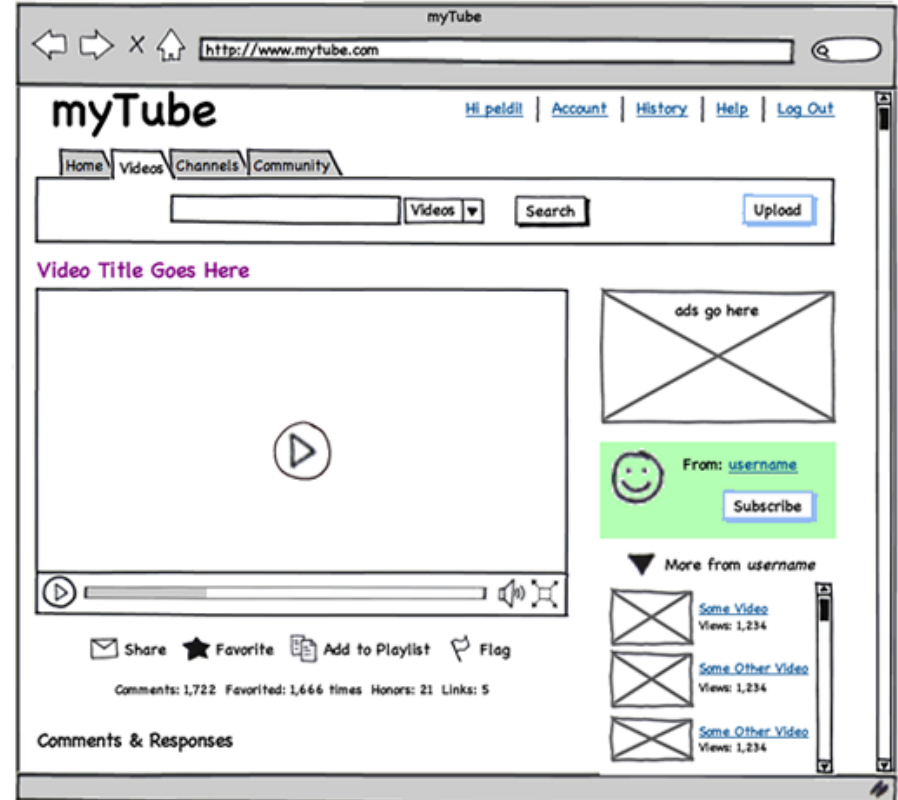 myTube
http://www.mytube.com
myTube
Hi peldi! Account History Help Log Out
Home Videos Channels Community
Videos Search Upload
Video Title Goes Here
ads go here
From: username
Subscribe
More from username
Some Video
Views: 1,234
Some Other Video
Views: 1,234
Some Other Video
Views: 1,234
Share Favorite Add to Playlist Flag
Comments: 1,722 Favorited: 1,666 times Honors: 21 Links: 5
Comments & Responses